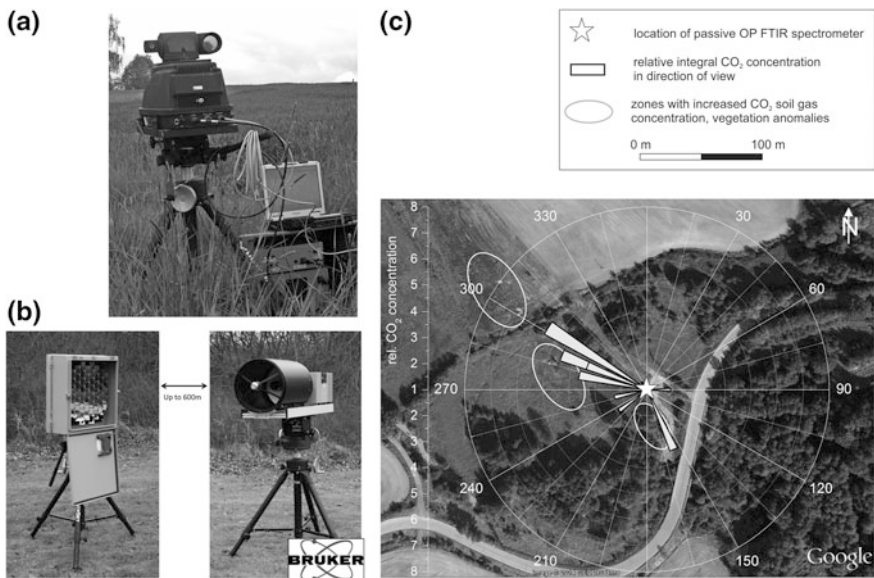 (a)
(b)
Up to 600m
BRUKER
(c)
location of passive OP FTIR spectrometer
relative integral CO₂ concentration
in direction of view
zones with increased CO₂ soil gas
concentration, vegetation anomalies
0 m 100 m
rel. CO₂ concentration
8
7
6
5
4
3
2
1
2
3
4
5
6
7
8
330
30
N
300
60
270
90
240
120
210
150
Google